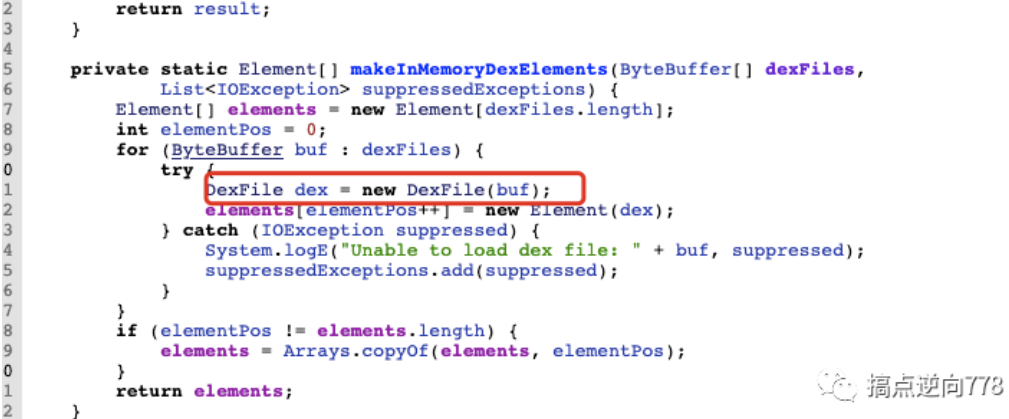 2 return result;
3 }
4
5 private static Element[] makeInMemoryDexElements(ByteBuffer[] dexFiles,
6 List<IOException> suppressedExceptions) {
7 Element[] elements = new Element[dexFiles.length];
8 int elementPos = 0;
9 for (ByteBuffer buf : dexFiles) {
0 try {
1 DexFile dex = new DexFile(buf);
2 elements[elementPos++] = new Element(dex);
3 } catch (IOException suppressed) {
4 System.logE("Unable to load dex file: " + buf, suppressed);
5 suppressedExceptions.add(suppressed);
6 }
7 }
8 if (elementPos != elements.length) {
9 elements = Arrays.copyOf(elements, elementPos);
0 }
1 return elements;
2 }
搞点逆向778